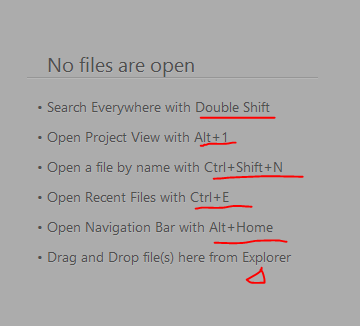 No files are open
• Search Everywhere with Double Shift
• Open Project View with Alt+1
• Open a file by name with Ctrl+Shift+N
• Open Recent Files with Ctrl+E
• Open Navigation Bar with Alt+Home
• Drag and Drop file(s) here from Explorer